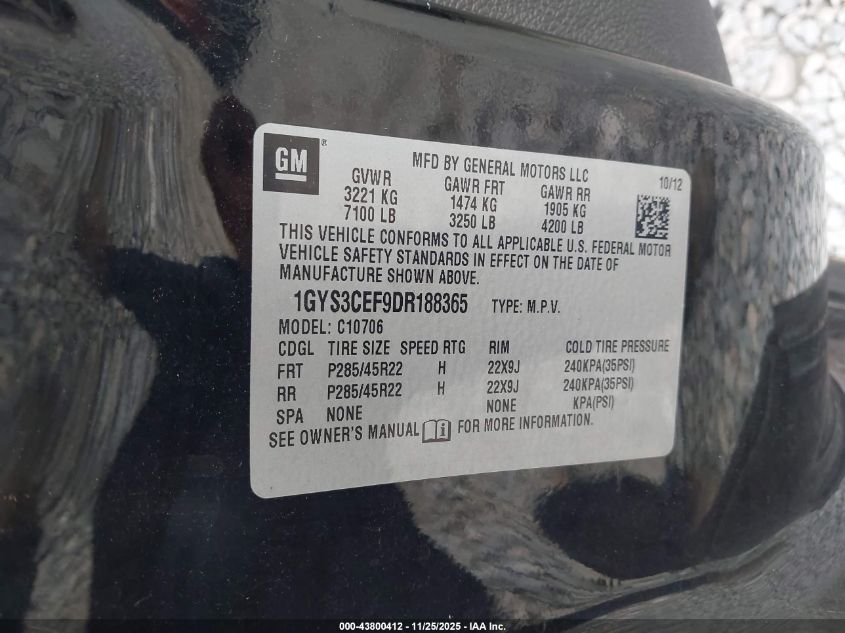 GM ®
MFD BY GENERAL MOTORS LLC
10/12
GVWR GAWR FRT GAWR RR
3221 KG 1474 KG 1905 KG
7100 LB 3250 LB 4200 LB
THIS VEHICLE CONFORMS TO ALL APPLICABLE U.S. FEDERAL MOTOR
VEHICLE SAFETY STANDARDS IN EFFECT ON THE DATE OF
MANUFACTURE SHOWN ABOVE.
1GYS3CEF9DR188365 TYPE: M.P.V.
MODEL: C10706
CDGL TIRE SIZE SPEED RTG RIM COLD TIRE PRESSURE
FRT P285/45R22 H 22X9J 240KPA(35PSI)
RR P285/45R22 H 22X9J 240KPA(35PSI)
SPA NONE NONE KPA(PSI)
SEE OWNER'S MANUAL FOR MORE INFORMATION.
000-43800412 - 11/25/2025 - IAA Inc.